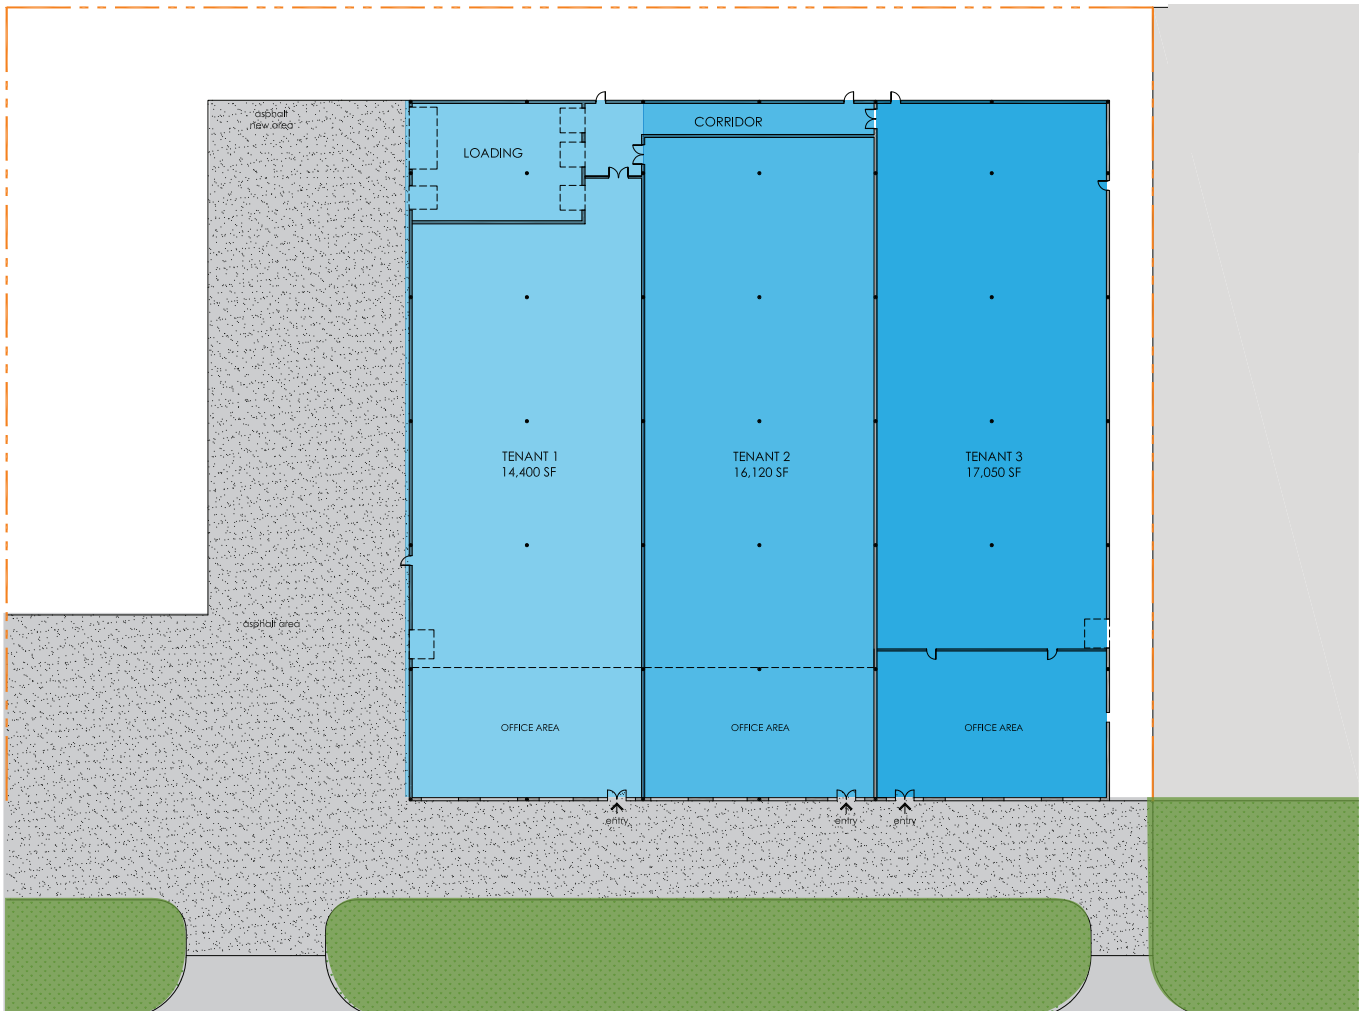 asphalt
new area
CORRIDOR
LOADING
TENANT 1
14,400 SF
TENANT 2
16,120 SF
TENANT 3
17,050 SF
asphalt area
OFFICE AREA
OFFICE AREA
OFFICE AREA
entry
entry
entry